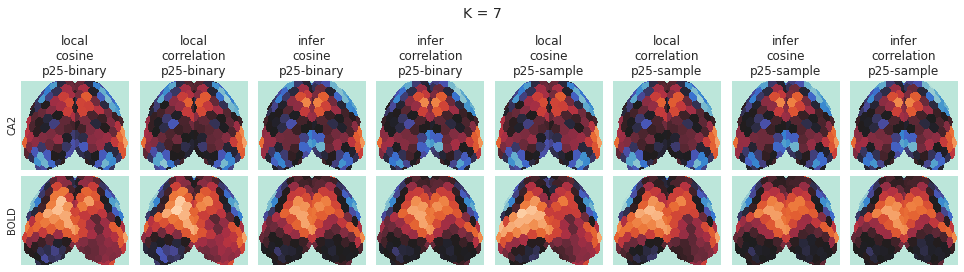 K = 7
local
cosine
p25-binary
local
correlation
p25-binary
infer
cosine
p25-binary
infer
correlation
p25-binary
local
cosine
p25-sample
local
correlation
p25-sample
infer
cosine
p25-sample
infer
correlation
p25-sample
CA2
BOLD